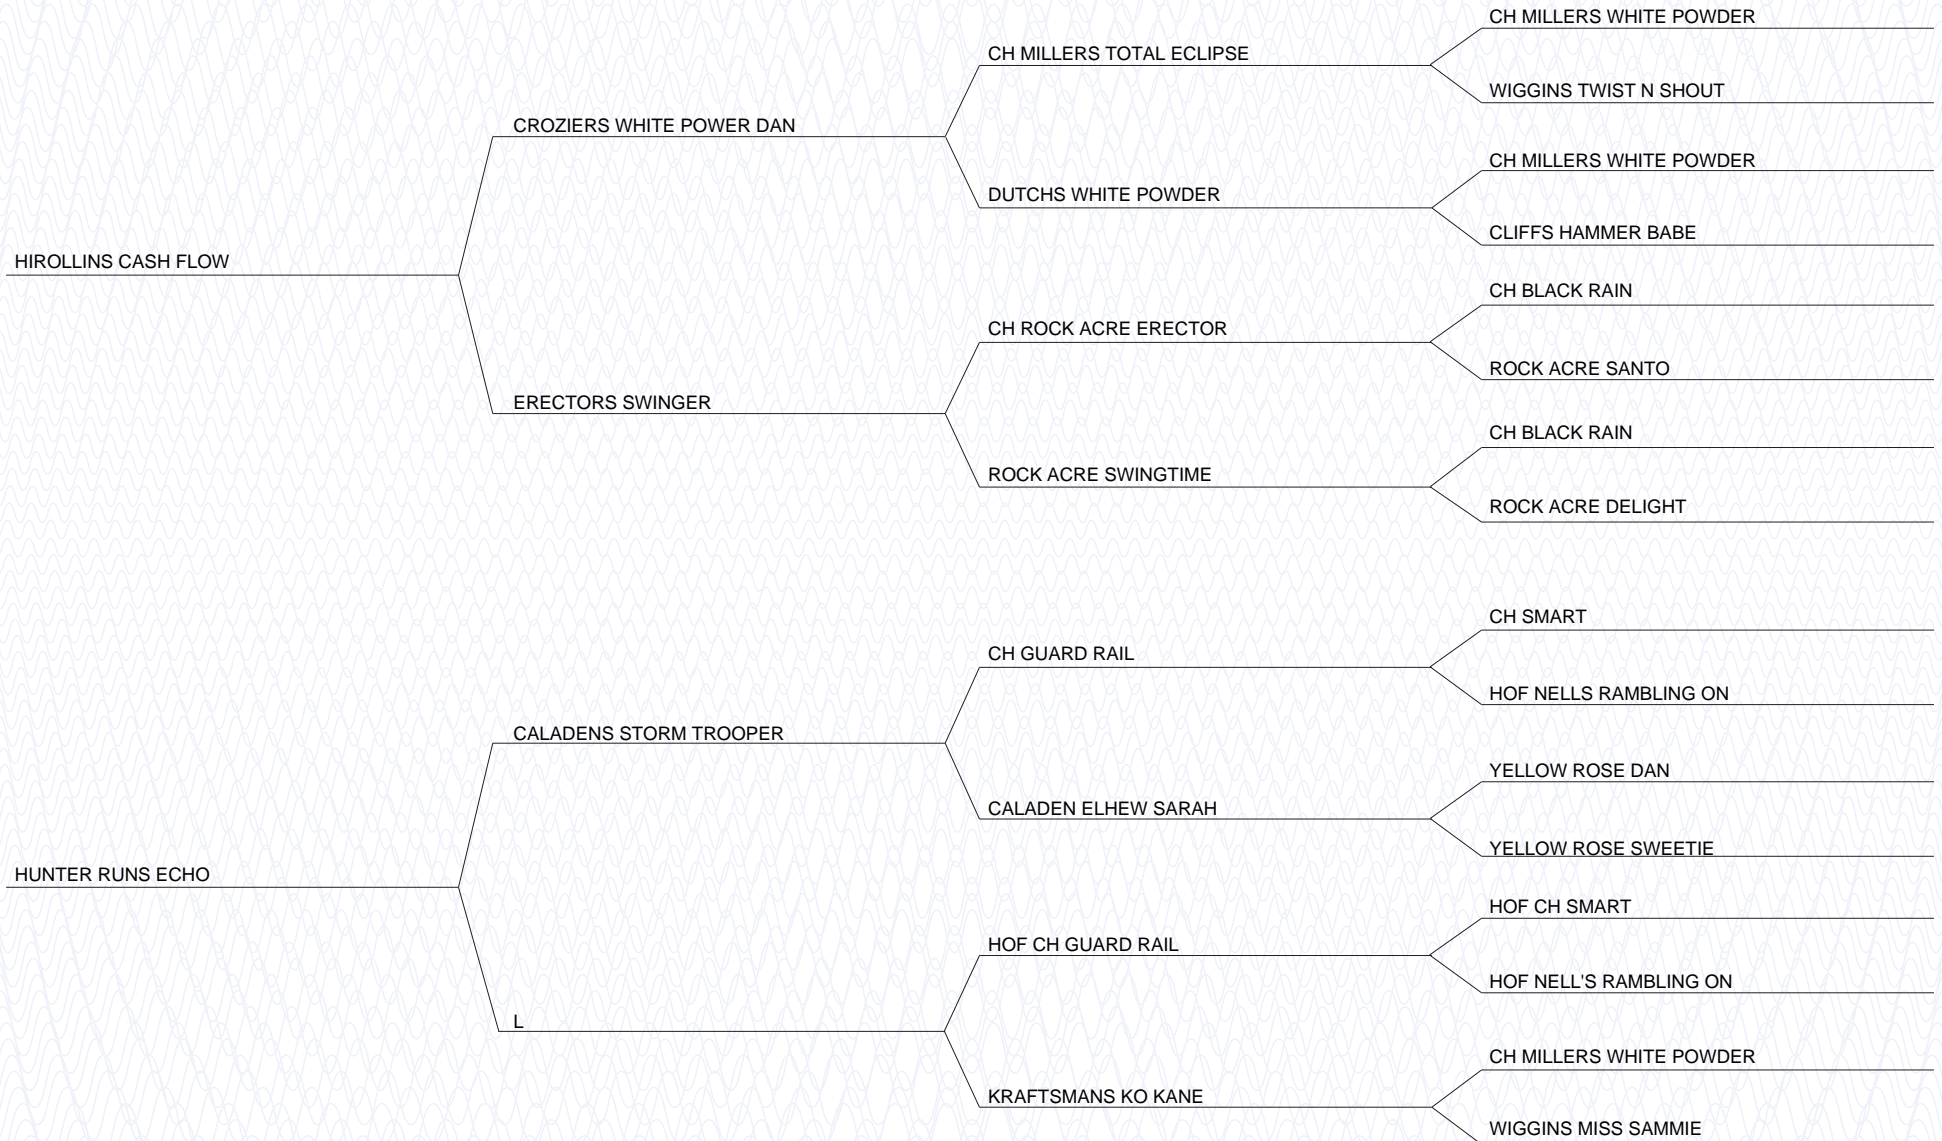 CH MILLERS WHITE POWDER
CH MILLERS TOTAL ECLIPSE
WIGGINS TWIST N SHOUT
CROZIERS WHITE POWER DAN
CH MILLERS WHITE POWDER
DUTCHS WHITE POWDER
CLIFFS HAMMER BABE
HIROLLINS CASH FLOW
CH BLACK RAIN
CH ROCK ACRE ERECTOR
ROCK ACRE SANTO
ERECTORS SWINGER
CH BLACK RAIN
ROCK ACRE SWINGTIME
ROCK ACRE DELIGHT
CH SMART
CH GUARD RAIL
HOF NELLS RAMBLING ON
CALADENS STORM TROOPER
YELLOW ROSE DAN
CALADEN ELHEW SARAH
YELLOW ROSE SWEETIE
HUNTER RUNS ECHO
HOF CH SMART
HOF CH GUARD RAIL
HOF NELL'S RAMBLING ON
L
CH MILLERS WHITE POWDER
KRAFTSMANS KO KANE
WIGGINS MISS SAMMIE